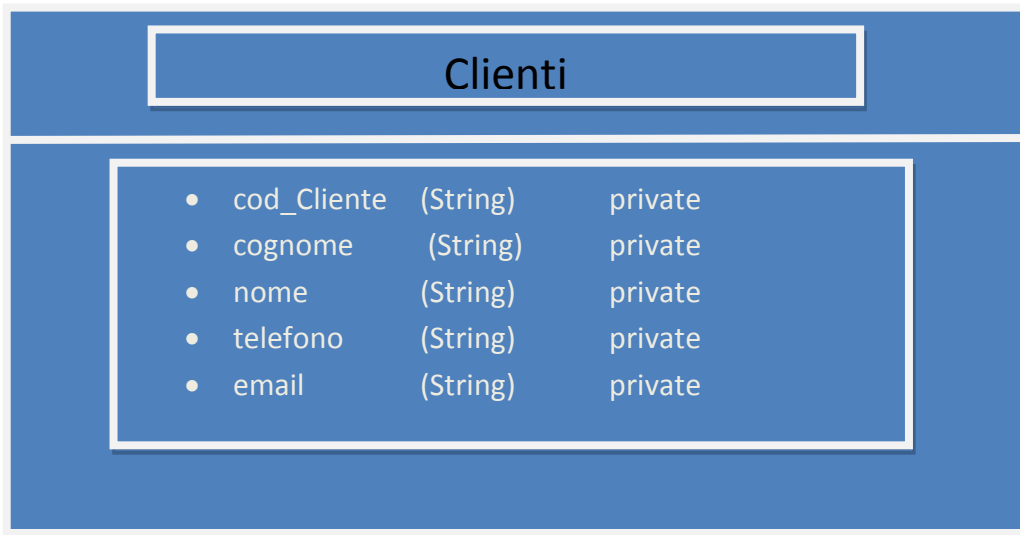 Clienti
• cod_Cliente (String) private
• cognome (String) private
• nome (String) private
• telefono (String) private
• email (String) private